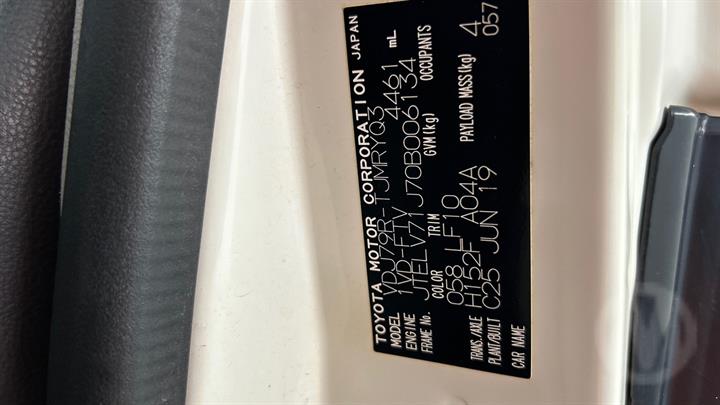 TOYOTA MOTOR CORPORATION JAPAN
MODEL VDJ79R-TJMRYQ3
ENGINE 1VD-FTV 4461 mL
FRAME No. JTELV71J70B006134
COLOR TRIM GVM(kg) OCCUPANTS
058 LF10 4
TRANS./AXLE H152F A04A PAYLOAD MASS(kg) 057
PLANT/BUILT C25 JUN 19
CAR NAME